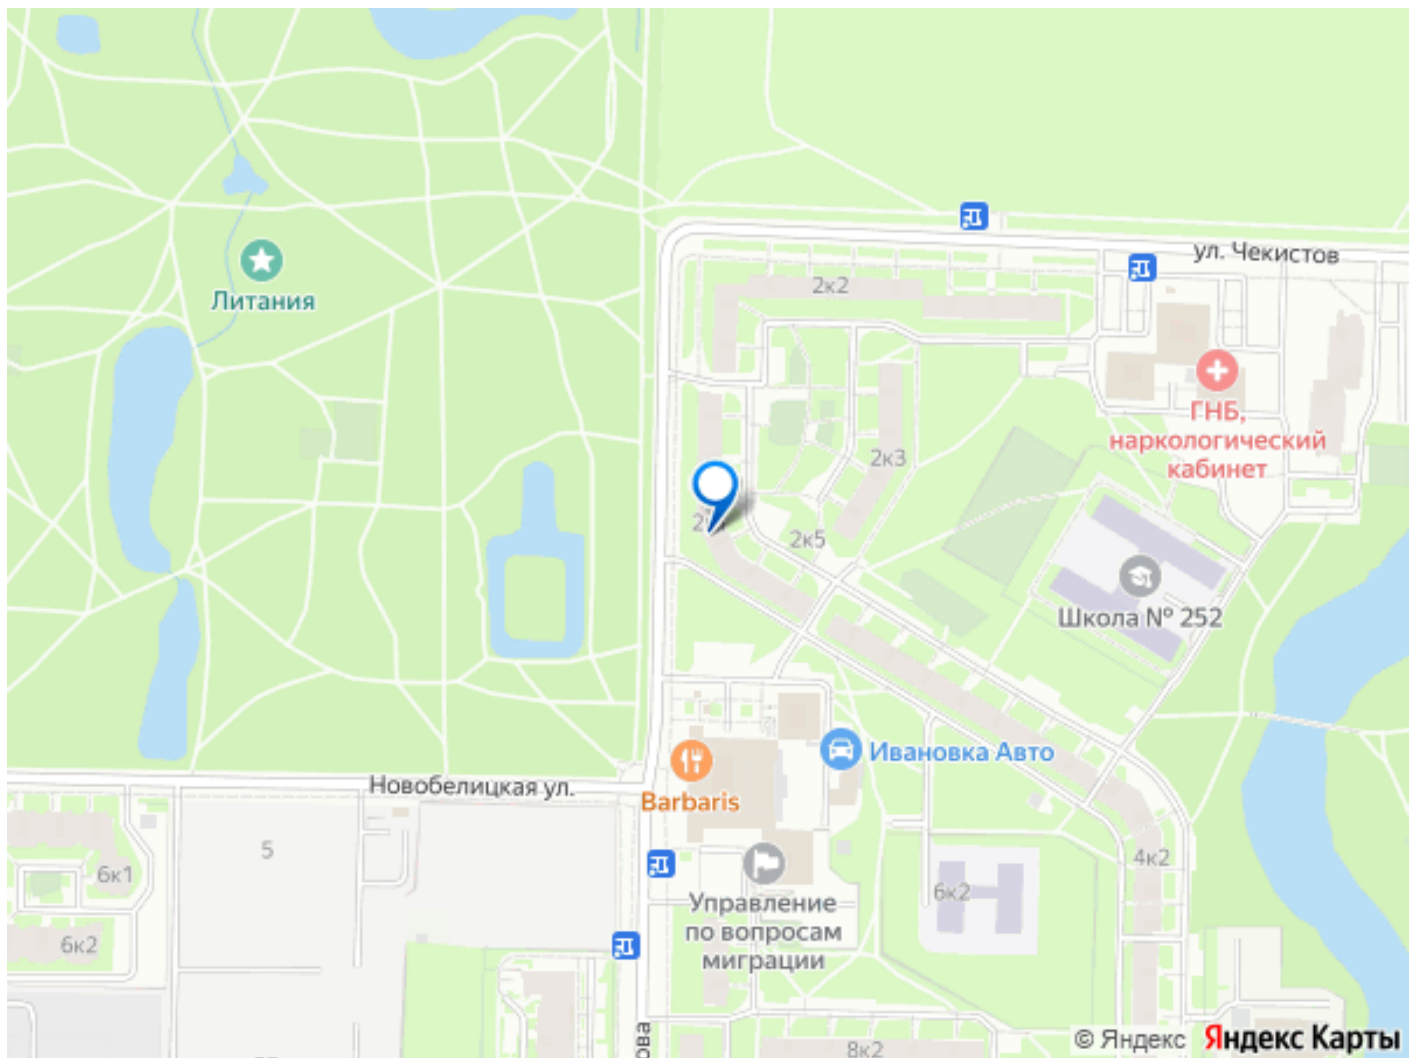 ул. Чекистов
2к2
Литания
ГНБ,
наркологический
кабинет
2к3
2к5
Школа № 252
Ивановка Авто
Новобелицкая ул.
Barbaris
5
6к1
4к2
6к2
Управление
по вопросам
миграции
6к2
8к2
© Яндекс Яндекс Карты